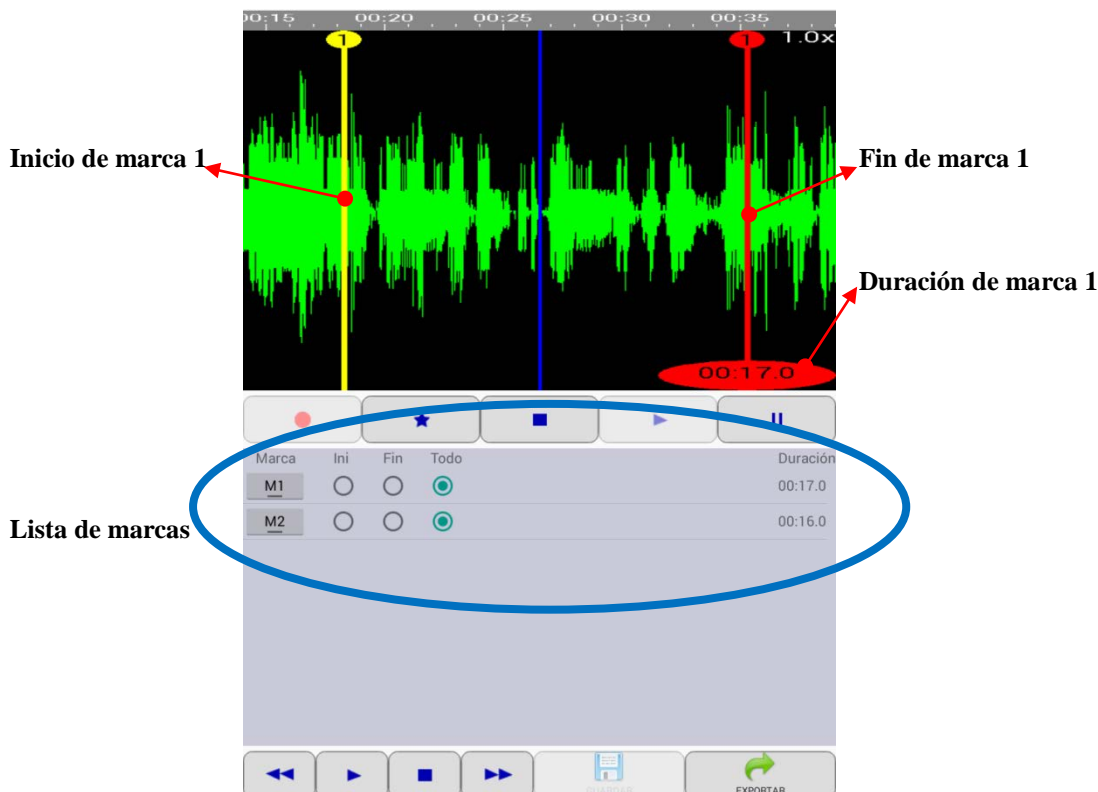 00:15 00:20 00:25 00:30 00:35
1 1 1.0x
Inicio de marca 1
Fin de marca 1
Duración de marca 1
00:17.0
Marca Ini Fin Todo Duración
M1 00:17.0
M2 00:16.0
Lista de marcas
GUARDAR EXPORTAR